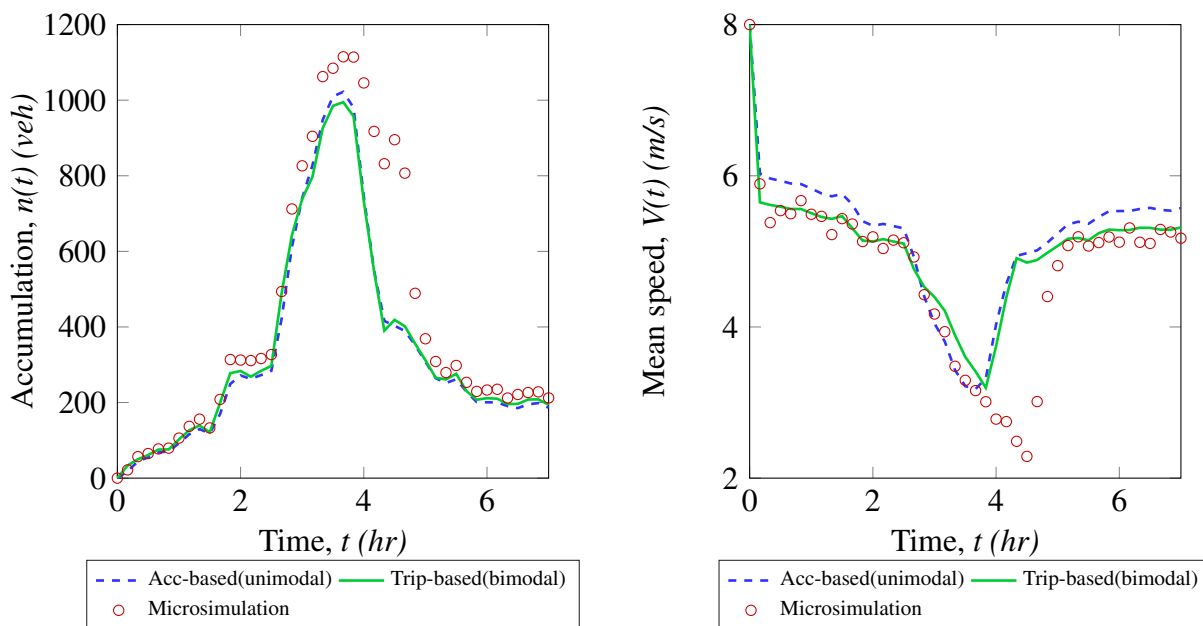 Accumulation, n(t) (veh)
1200
1000
800
600
400
200
0
0 2 4 6
Time, t (hr)
Acc-based(unimodal) Trip-based(bimodal)
Microsimulation
Mean speed, V(t) (m/s)
8
6
4
2
0 2 4 6
Time, t (hr)
Acc-based(unimodal) Trip-based(bimodal)
Microsimulation